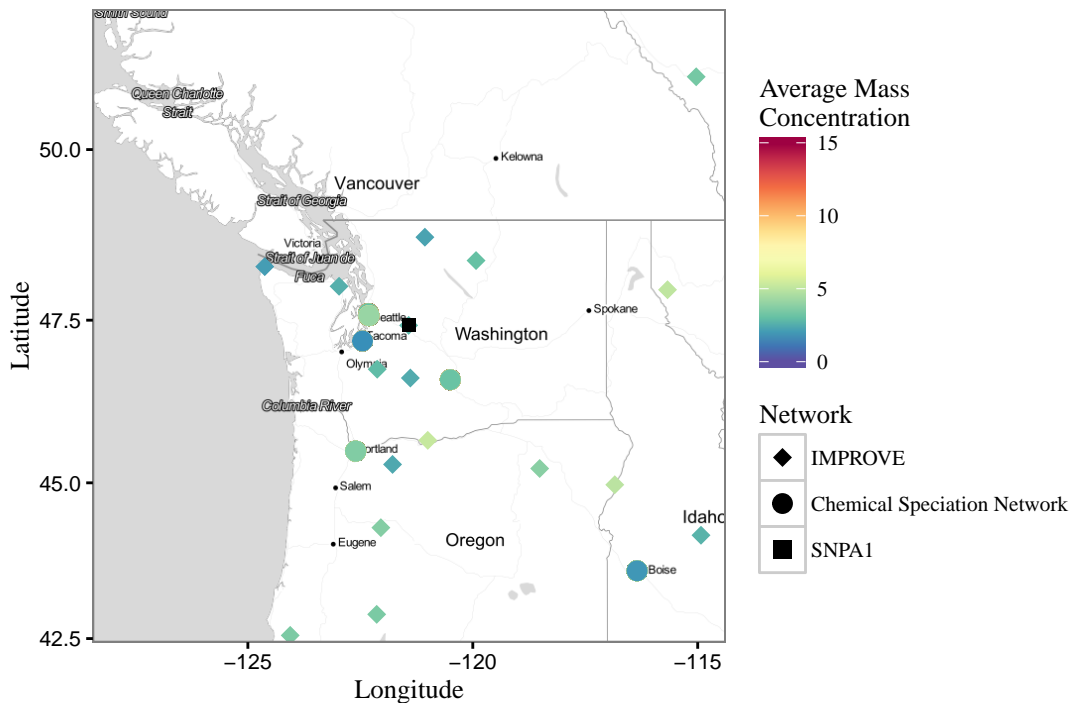 Smith Sound
Queen Charlotte
Strait
Kelowna
Vancouver
Strait of Georgia
Victoria
Strait of Juan de
Fuca
Spokane
eattle
Washington
Tacoma
Olympia
Columbia River
ortland
Salem
Idaho
Oregon
Eugene
Boise
50.0
47.5
45.0
42.5
Latitude
−125
−120
−115
Longitude
Average Mass
Concentration
15
10
5
0
Network
IMPROVE
Chemical Speciation Network
SNPA1